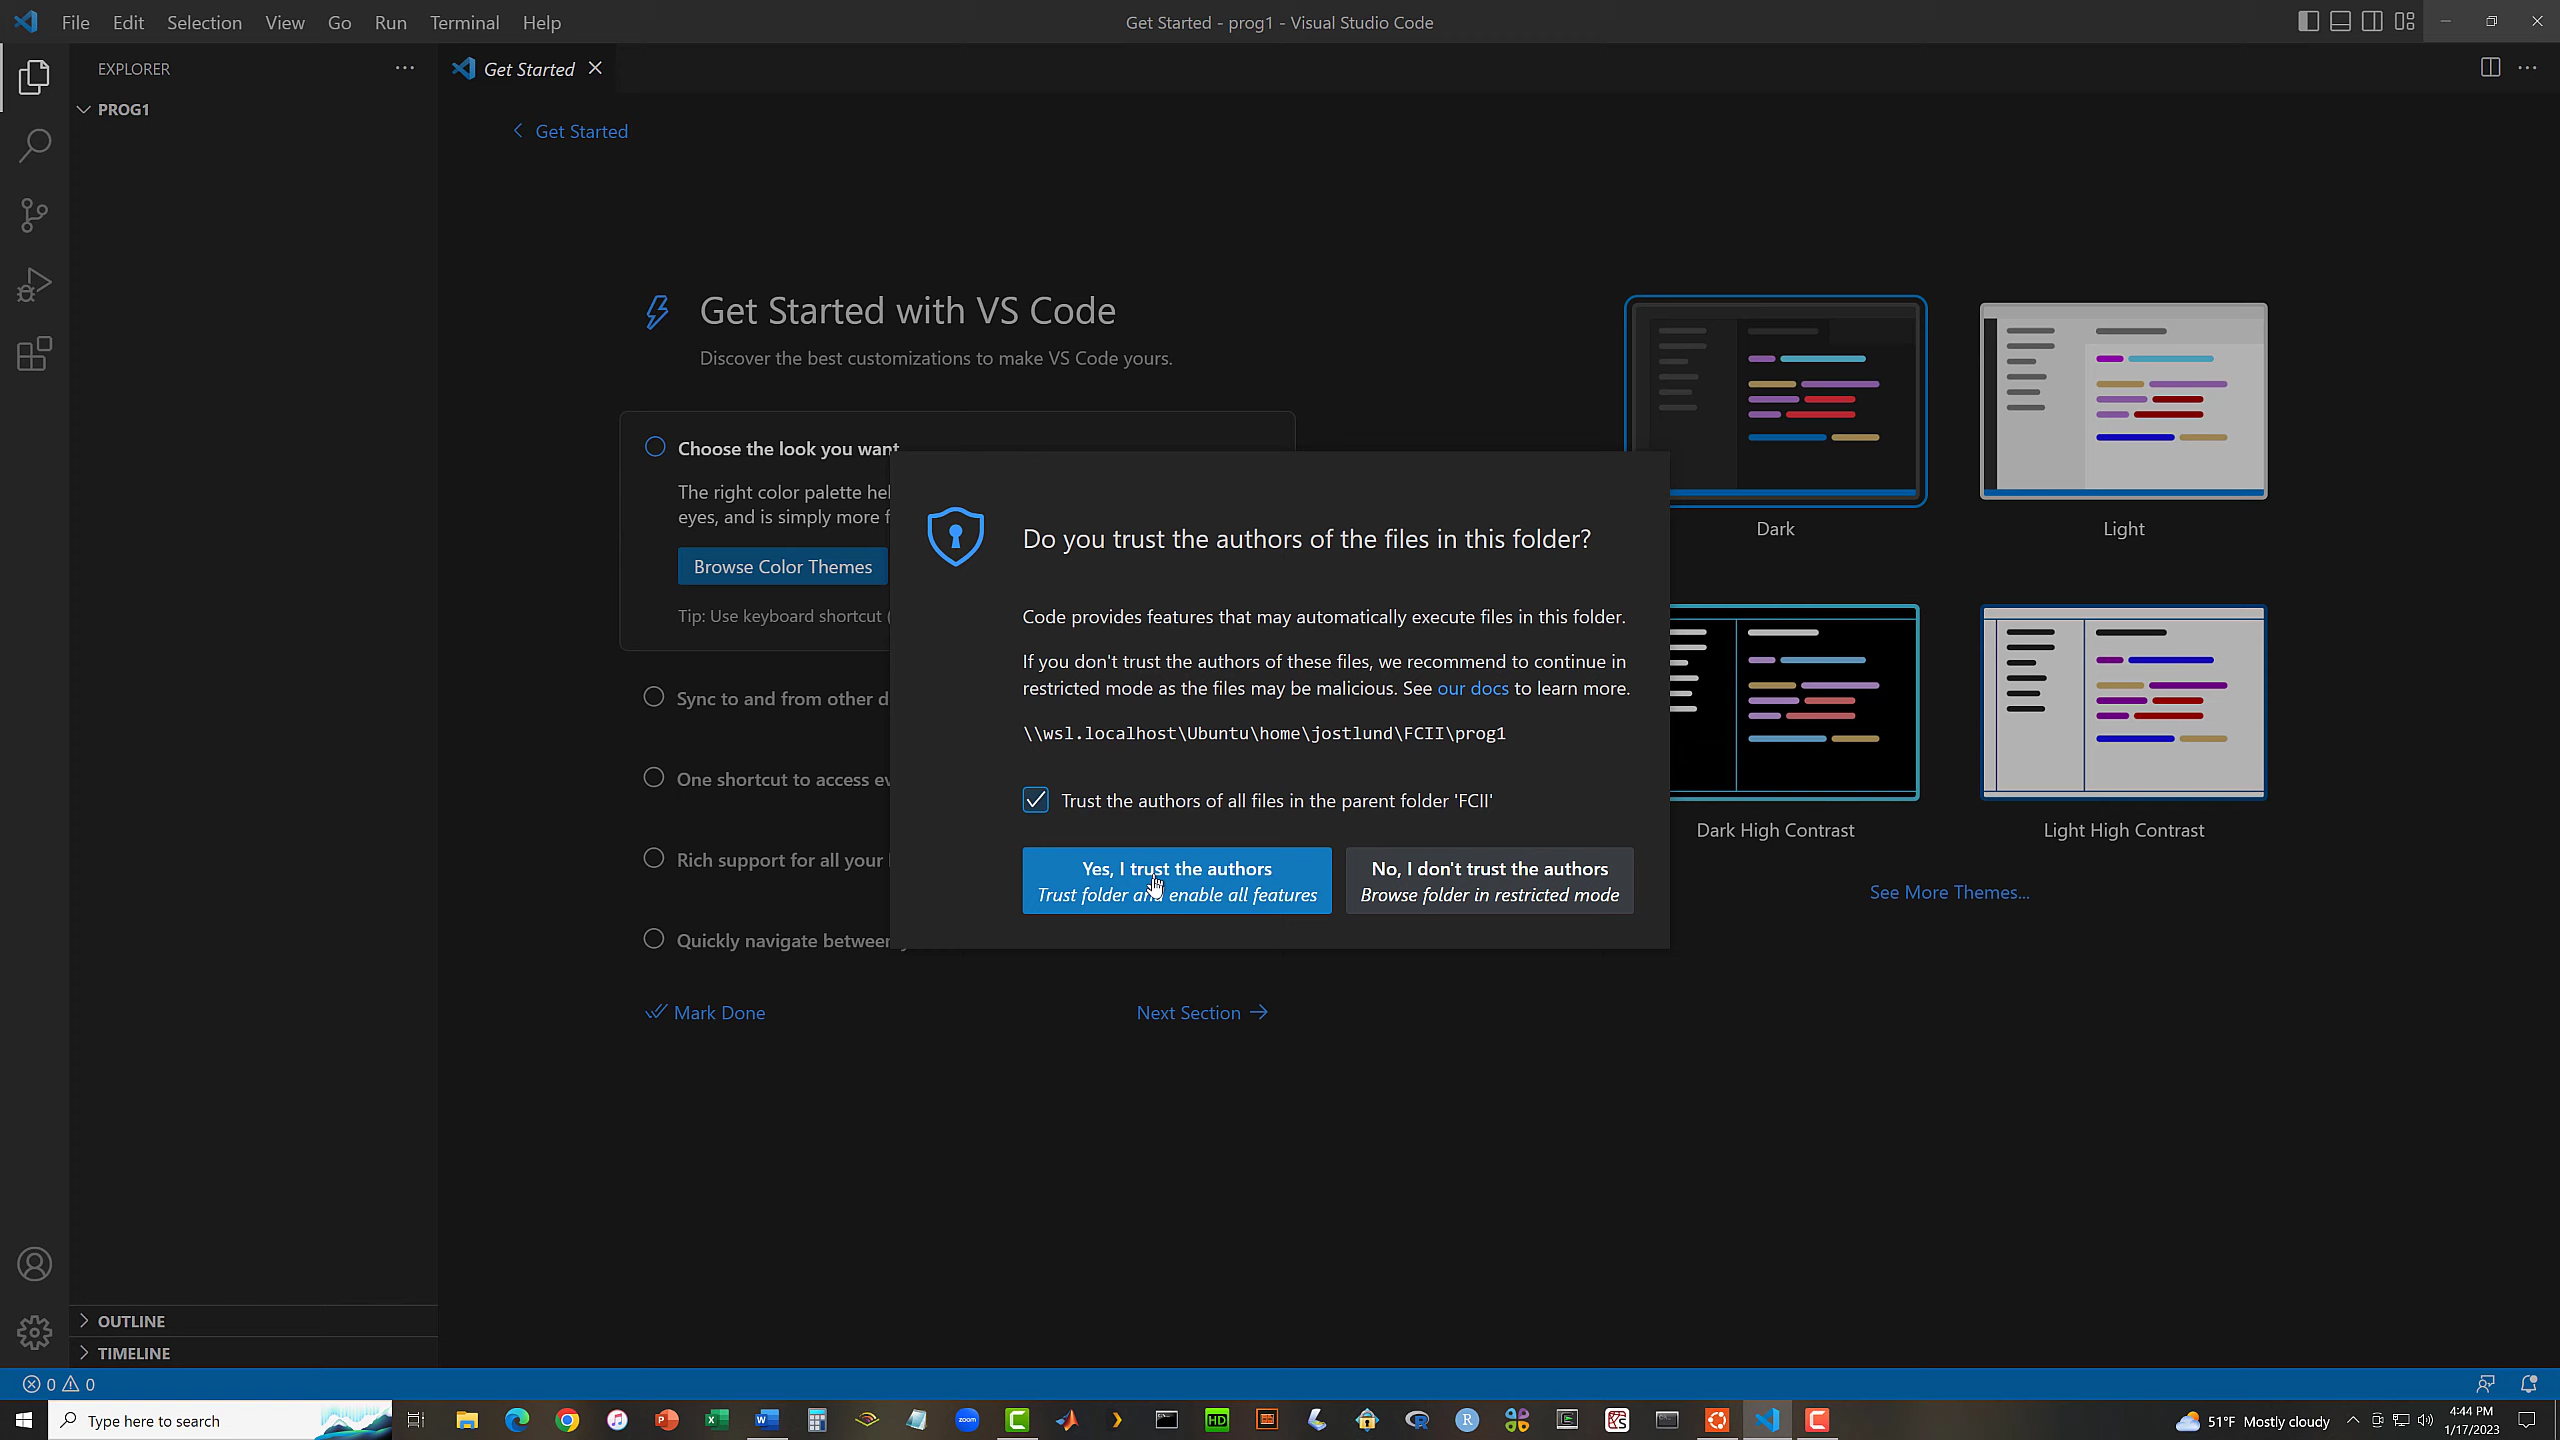 File Edit Selection View Go Run Terminal Help
Get Started - prog1 - Visual Studio Code
EXPLORER
Get Started
PROG1
Get Started
Get Started with VS Code
Discover the best customizations to make VS Code yours.
Choose the look you want
The right color palette
eyes, and is simply more
Browse Color Themes
Tip: Use keyboard shortcut (
Sync to and from other
One shortcut to access
Rich support for all your
Quickly navigate between
Mark Done
Next Section
Dark
Light
Dark High Contrast
Light High Contrast
See More Themes...
Do you trust the authors of the files in this folder?
Code provides features that may automatically execute files in this folder.
If you don't trust the authors of these files, we recommend to continue in
restricted mode as the files may be malicious. See our docs to learn more.
\\wsl.localhost\Ubuntu\home\jostlund\FCII\prog1
Trust the authors of all files in the parent folder 'FCII'
Yes, I trust the authors
Trust folder and enable all features
No, I don't trust the authors
Browse folder in restricted mode
OUTLINE
TIMELINE
0 0
Type here to search
zoom
HD
51°F Mostly cloudy
4:44 PM
1/17/2023